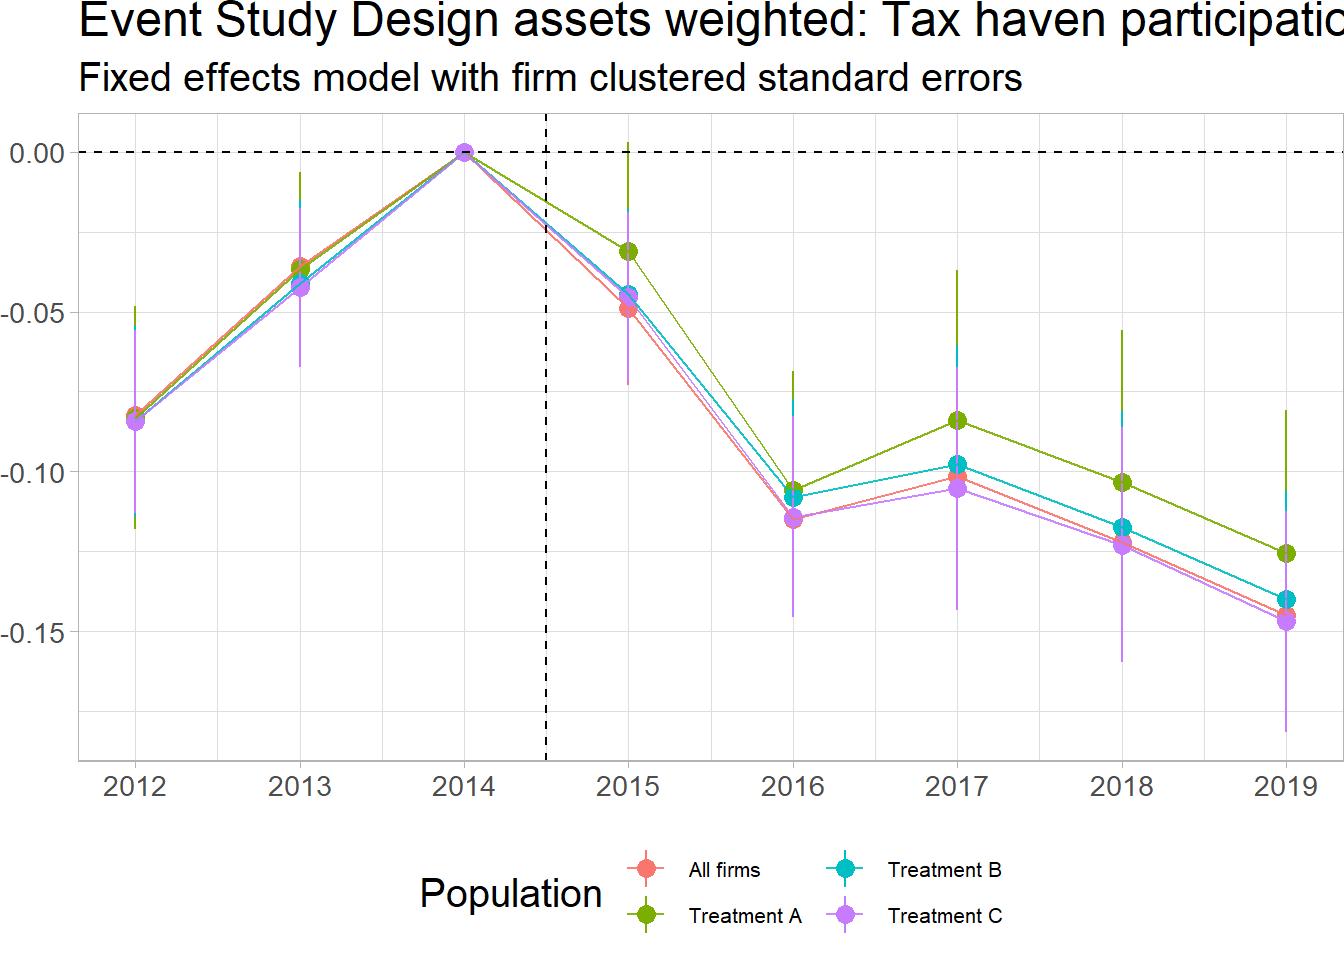 Event Study Design assets weighted: Tax haven participatio
Fixed effects model with firm clustered standard errors
0.00
-0.05
-0.10
-0.15
2012 2013 2014 2015 2016 2017 2018 2019
Population
All firms
Treatment B
Treatment A
Treatment C